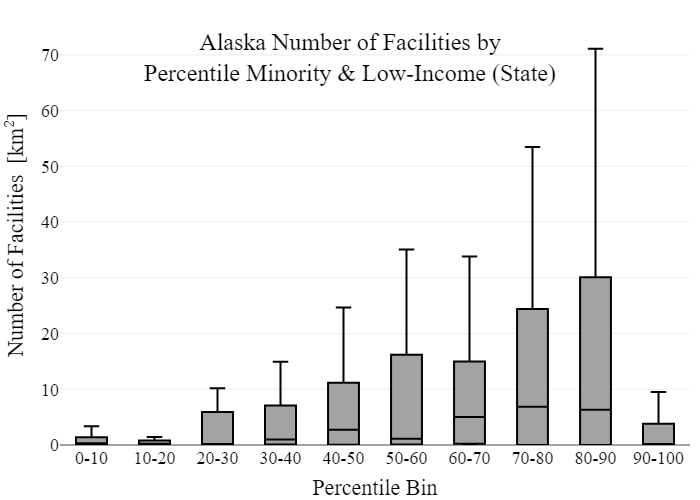 Alaska Number of Facilities by
Percentile Minority & Low-Income (State)
Number of Facilities [km²]
70
60
50
40
30
20
10
0
0-10 10-20 20-30 30-40 40-50 50-60 60-70 70-80 80-90 90-100
Percentile Bin